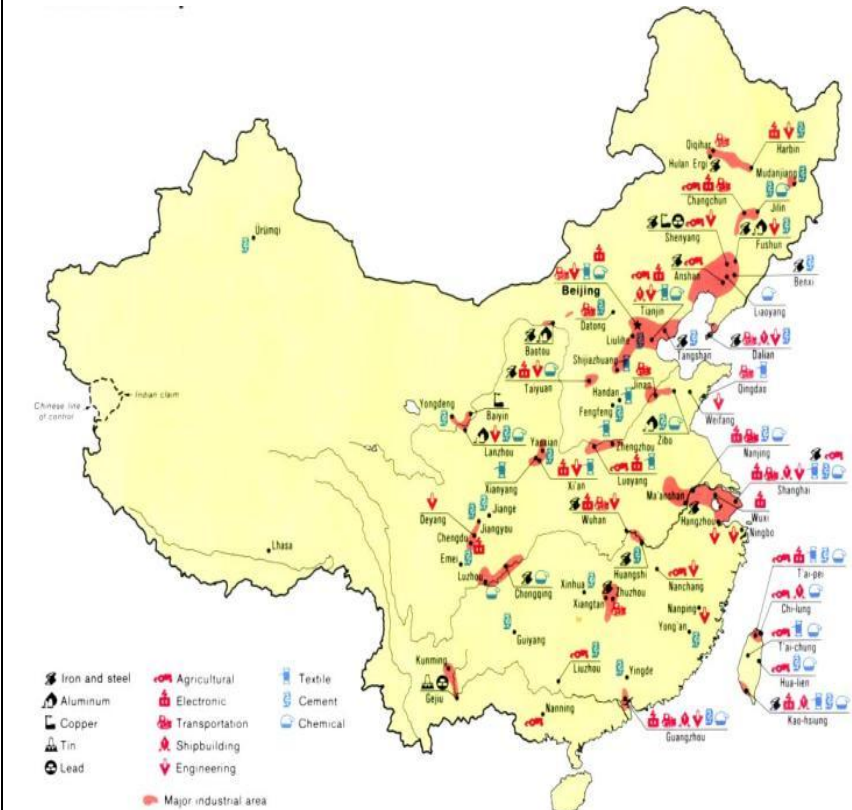 Qiqihar
Harbin
Hulan Ergi
Mudanjiang
Changchun
Jilin
Shenyang
Fushun
Ürümqi
Anshan
Benxi
Beijing
Tianjin
Liaoyang
Datong
Liulihe
Tangshan
Dalian
Baotou
Shijiazhuang
Taiyuan
Jinan
Qingdao
Handan
Indian claim
Chinese line
of control
Yongdeng
Baiyin
Fengfeng
Weifang
Zibo
Lanzhou
Zhengzhou
Nanjing
Xianyang
Xi'an
Luoyang
Ma'anshan
Shanghai
Deyang
Jiange
Wuhan
Wuxi
Jiangyou
Hangzhou
Ningbo
Chengdu
Lhasa
Emei
Huangshi
T'ai-pei
Luzhou
Chongqing
Xinhua
Zhuzhou
Nanchang
Chi-lung
Xiangtan
Nanping
Guiyang
Yong'an
T'ai-chung
Kunming
Liuzhou
Yingde
Hua-lien
Gejiu
Nanning
Kao-hsiung
Guangzhou
Iron and steel
Agricultural
Textile
Aluminum
Electronic
Cement
Copper
Transportation
Chemical
Tin
Shipbuilding
Lead
Engineering
Major industrial area